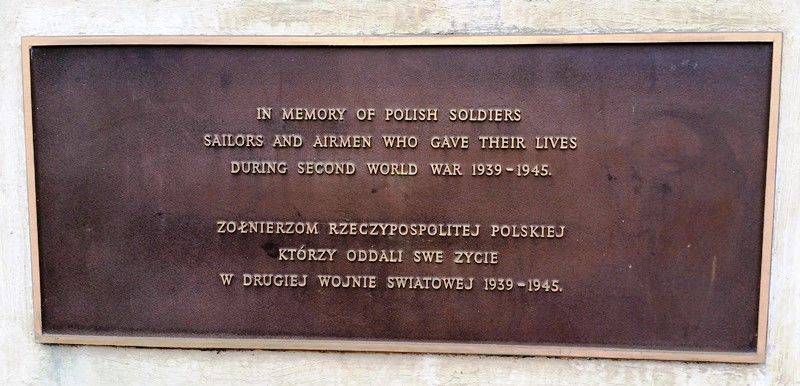 IN MEMORY OF POLISH SOLDIERS
SAILORS AND AIRMEN WHO GAVE THEIR LIVES
DURING SECOND WORLD WAR 1939-1945.
ZOŁNIERZOM RZECZYPOSPOLITEJ POLSKIEJ
KTÓRZY ODDALI SWE ZYCIE
W DRUGIEJ WOJNIE SWIATOWEJ 1939-1945.